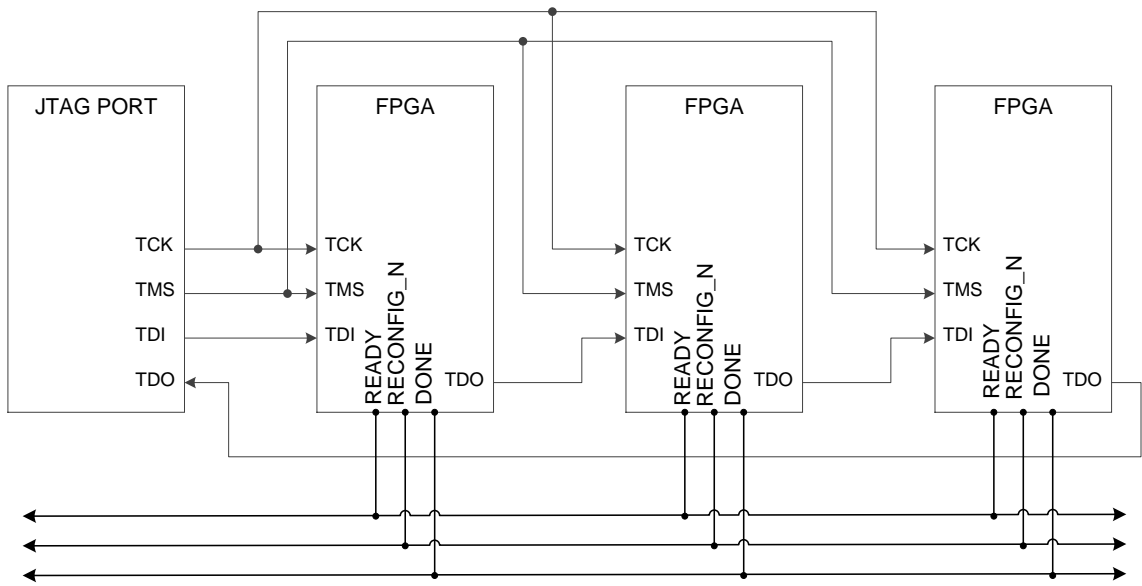 JTAG PORT
TCK
TMS
TDI
TDO
FPGA
TCK
TMS
TDI
READY
RECONFIG_N
DONE
TDO
FPGA
TCK
TMS
TDI
READY
RECONFIG_N
DONE
TDO
FPGA
TCK
TMS
TDI
READY
RECONFIG_N
DONE
TDO